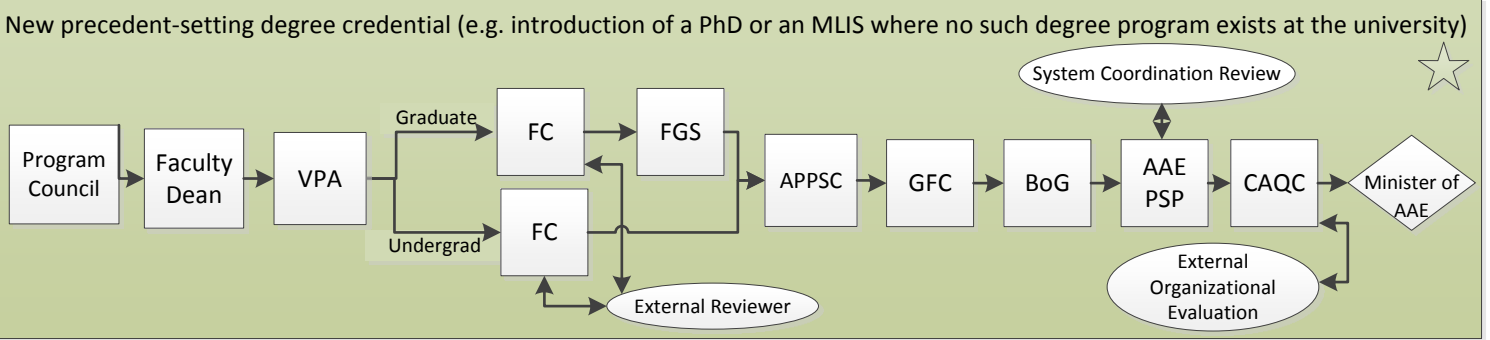 New precedent-setting degree credential (e.g. introduction of a PhD or an MLIS where no such degree program exists at the university)
System Coordination Review
Program
Council
Faculty
Dean
VPA
Graduate
FC
FGS
Undergrad
FC
External Reviewer
APPSC
GFC
BoG
AAE
PSP
CAQC
Minister of
AAE
External
Organizational
Evaluation